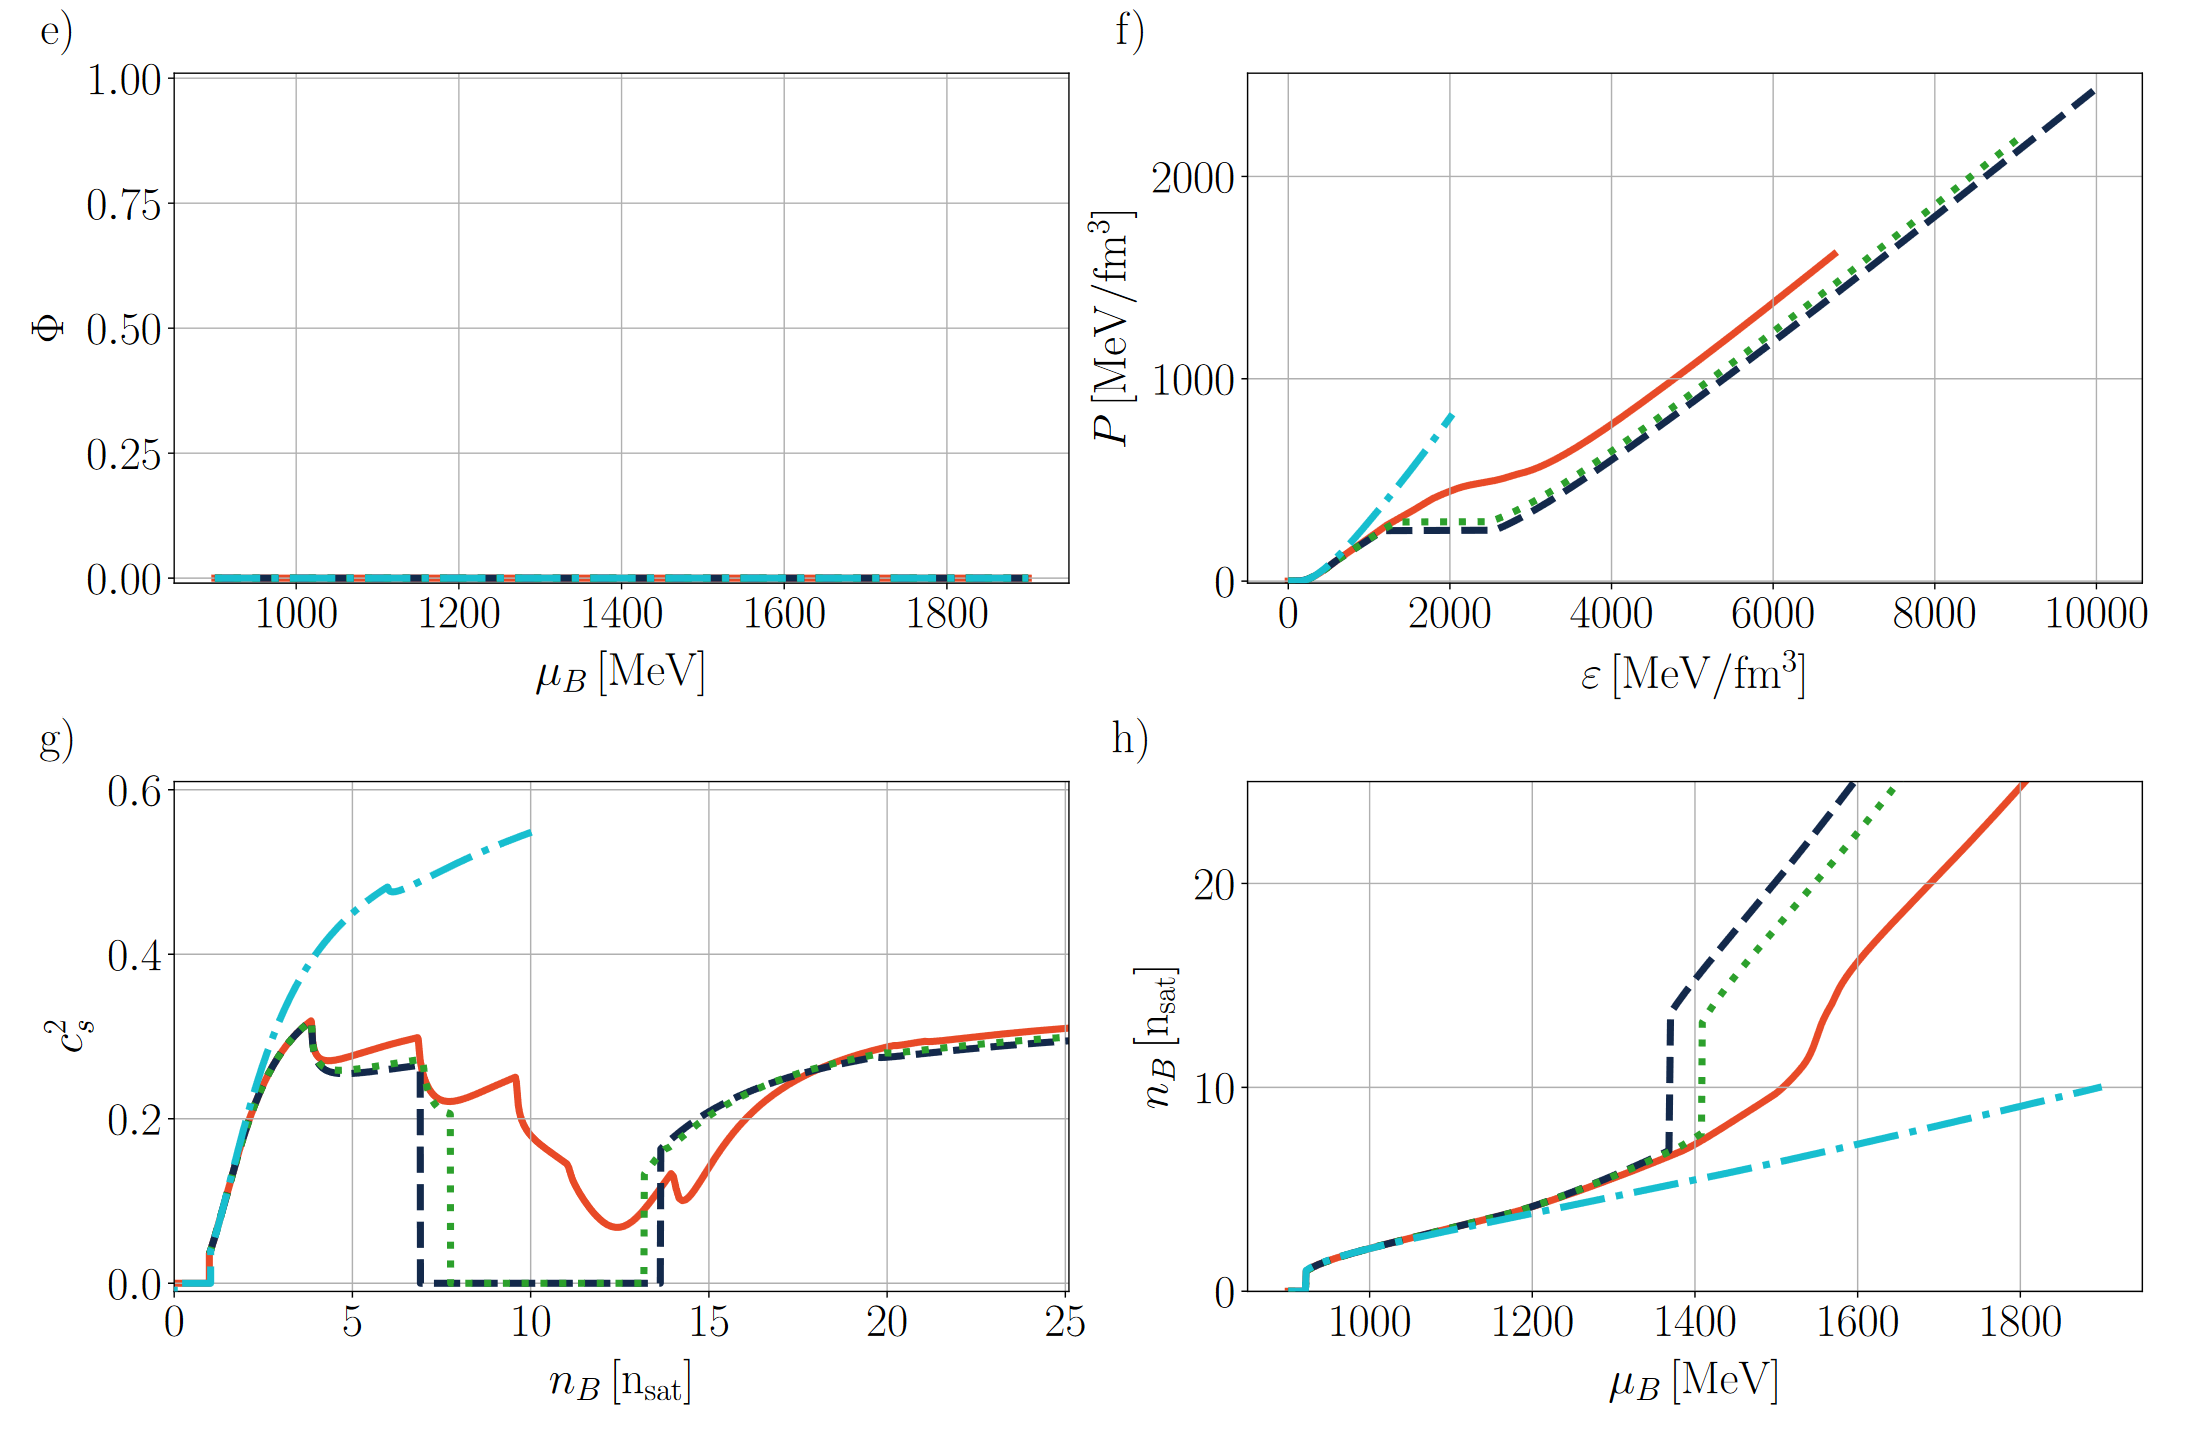 e)
1.00
0.75
0.50
0.25
0.00
Φ
1000 1200 1400 1600 1800
μ_B [MeV]
f)
2000
1000
0
P [MeV/fm³]
0 2000 4000 6000 8000 10000
ε [MeV/fm³]
g)
0.6
0.4
0.2
0.0
c_s²
0 5 10 15 20 25
n_B [n_sat]
h)
20
10
0
n_B [n_sat]
1000 1200 1400 1600 1800
μ_B [MeV]